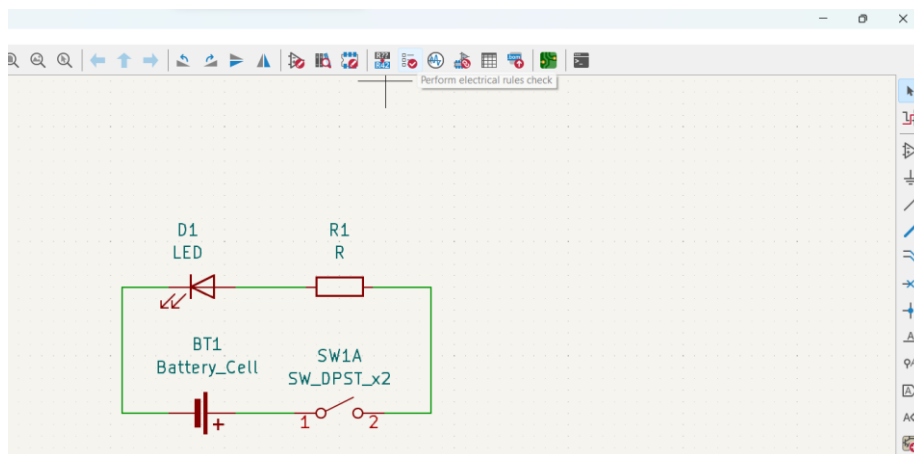 Perform electrical rules check
D1
LED
R1
R
BT1
Battery_Cell
+
SW1A
SW_DPST_x2
1
2